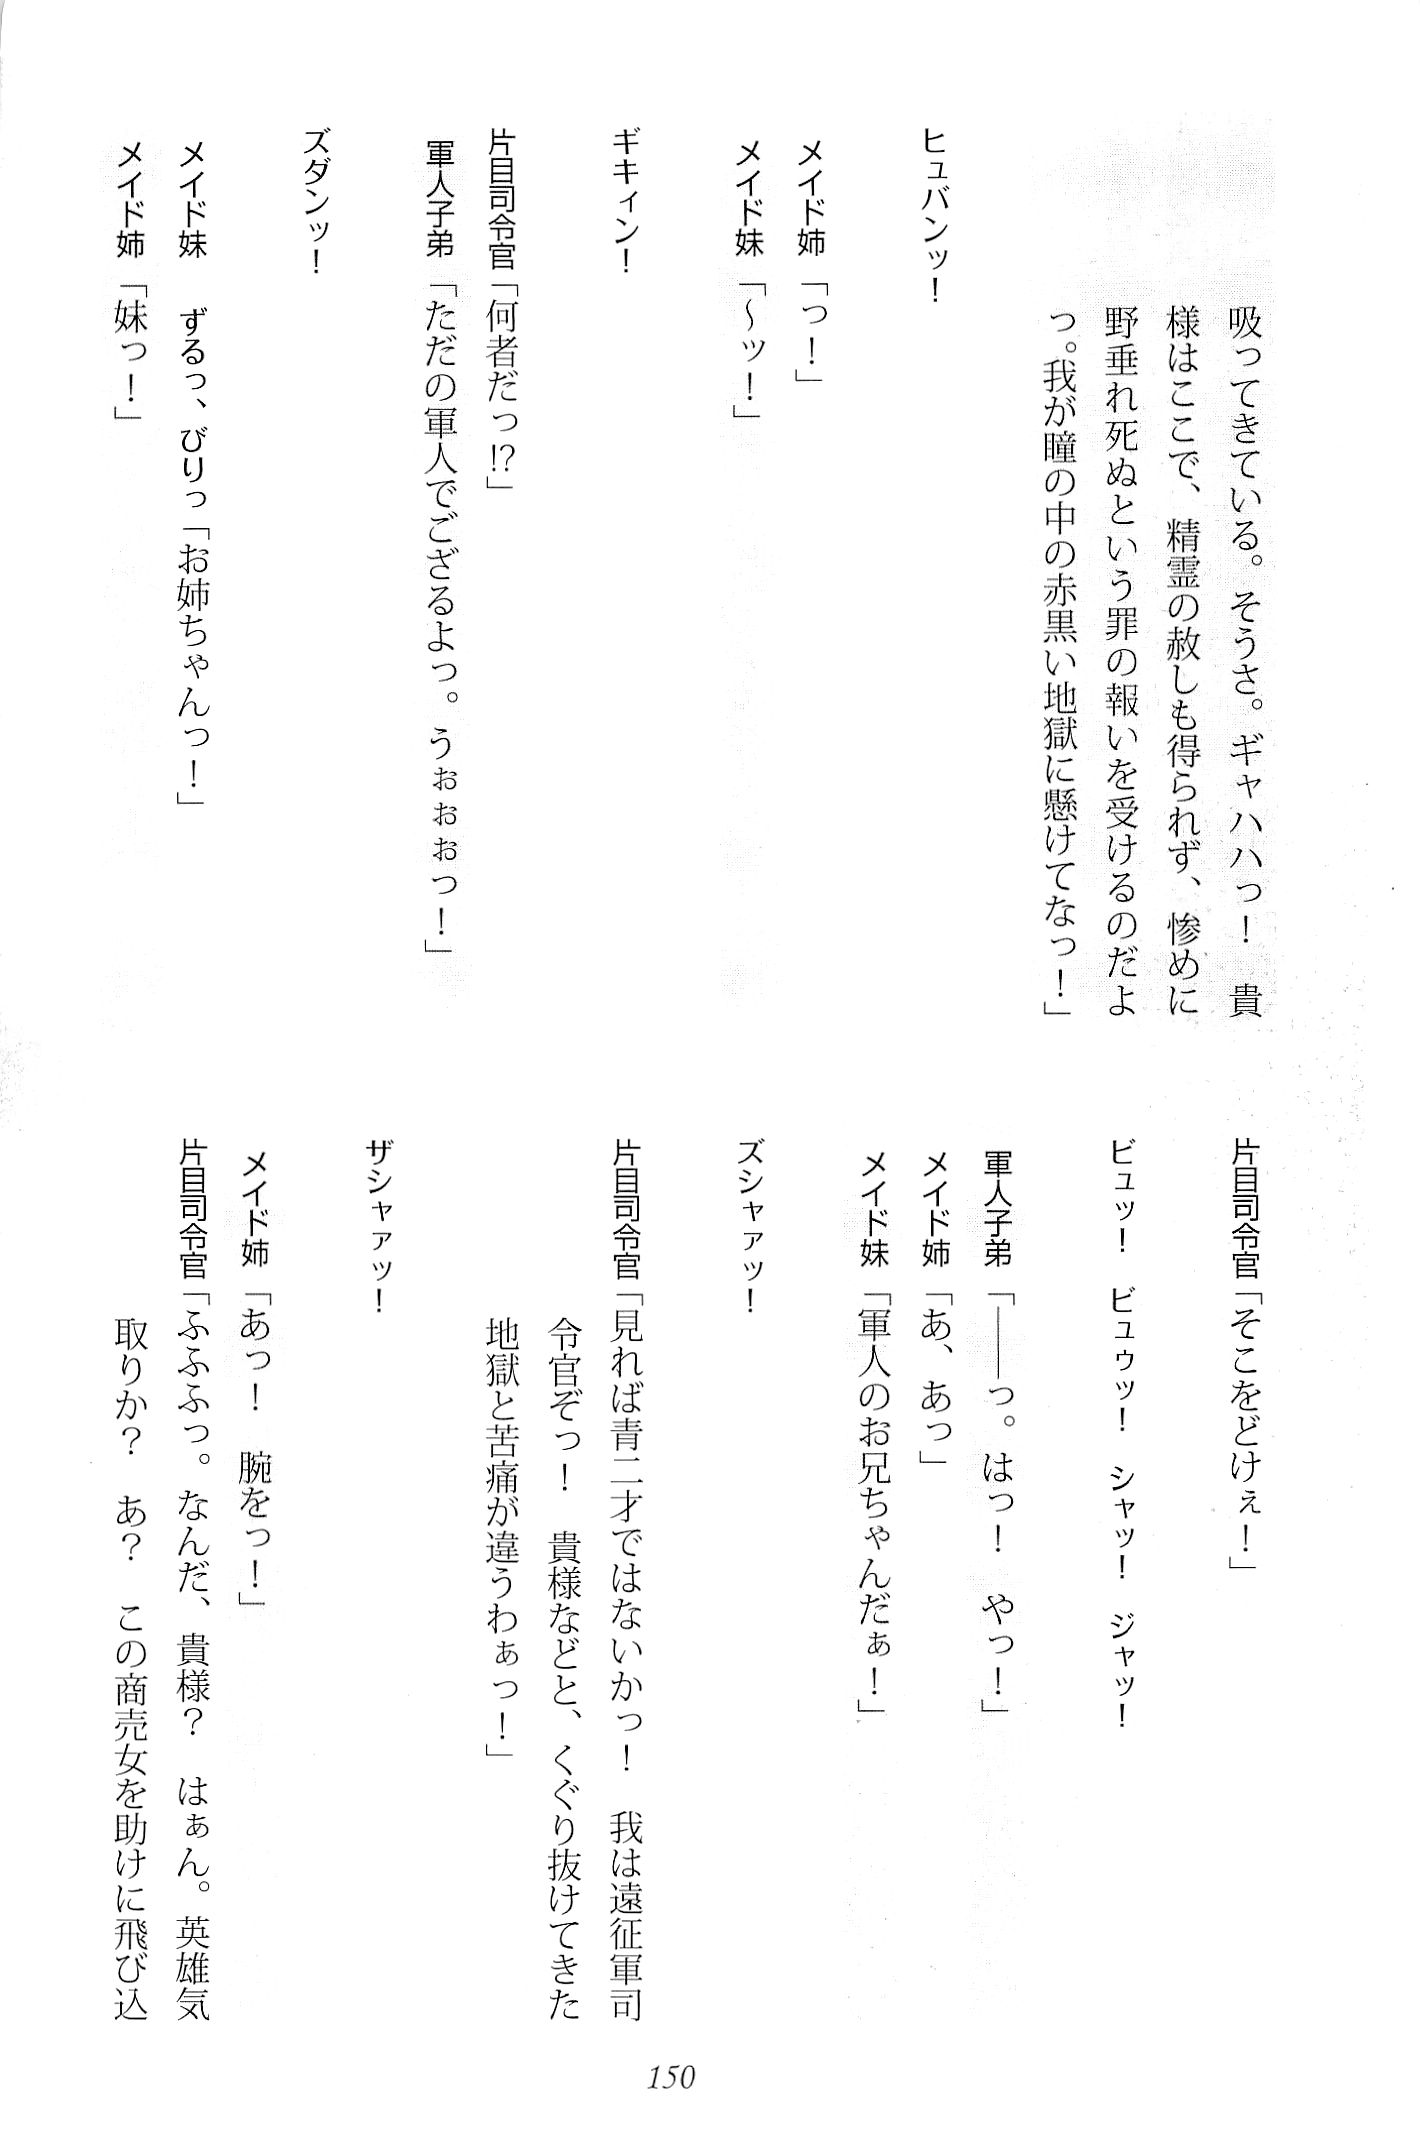 吸ってきている。そうさ。ギャハハっ！　貴
様はここで、精霊の赦しも得られず、惨めに
野垂れ死ぬという罪の報いを受けるのだよ
っ。我が瞳の中の赤黒い地獄に懸けてなっ！」
ヒュバンッ！
メイド姉「っ！」
メイド妹「～ッ！」
ギキィン！
片目司令官「何者だっ!?」
軍人子弟「ただの軍人でござるよっ。うぉぉぉっ！」
ズダンッ！
メイド妹　ずるっ、びりっ「お姉ちゃんっ！」
メイド姉「妹っ！」
片目司令官「そこをどけぇ！」
ビュッ！　ビュゥッ！　シャッ！　ジャッ！
軍人子弟「――っ。はっ！　やっ！」
メイド姉「あ、あっ」
メイド妹「軍人のお兄ちゃんだぁ！」
ズシャァッ！
片目司令官「見れば青二才ではないかっ！　我は遠征軍司
令官ぞっ！　貴様などと、くぐり抜けてきた
地獄と苦痛が違うわぁっ！」
ザシャァッ！
メイド姉「あっ！　腕をっ！」
片目司令官「ふふふっ。なんだ、貴様？　はぁん。英雄気
取りか？　あ？　この商売女を助けに飛び込
150